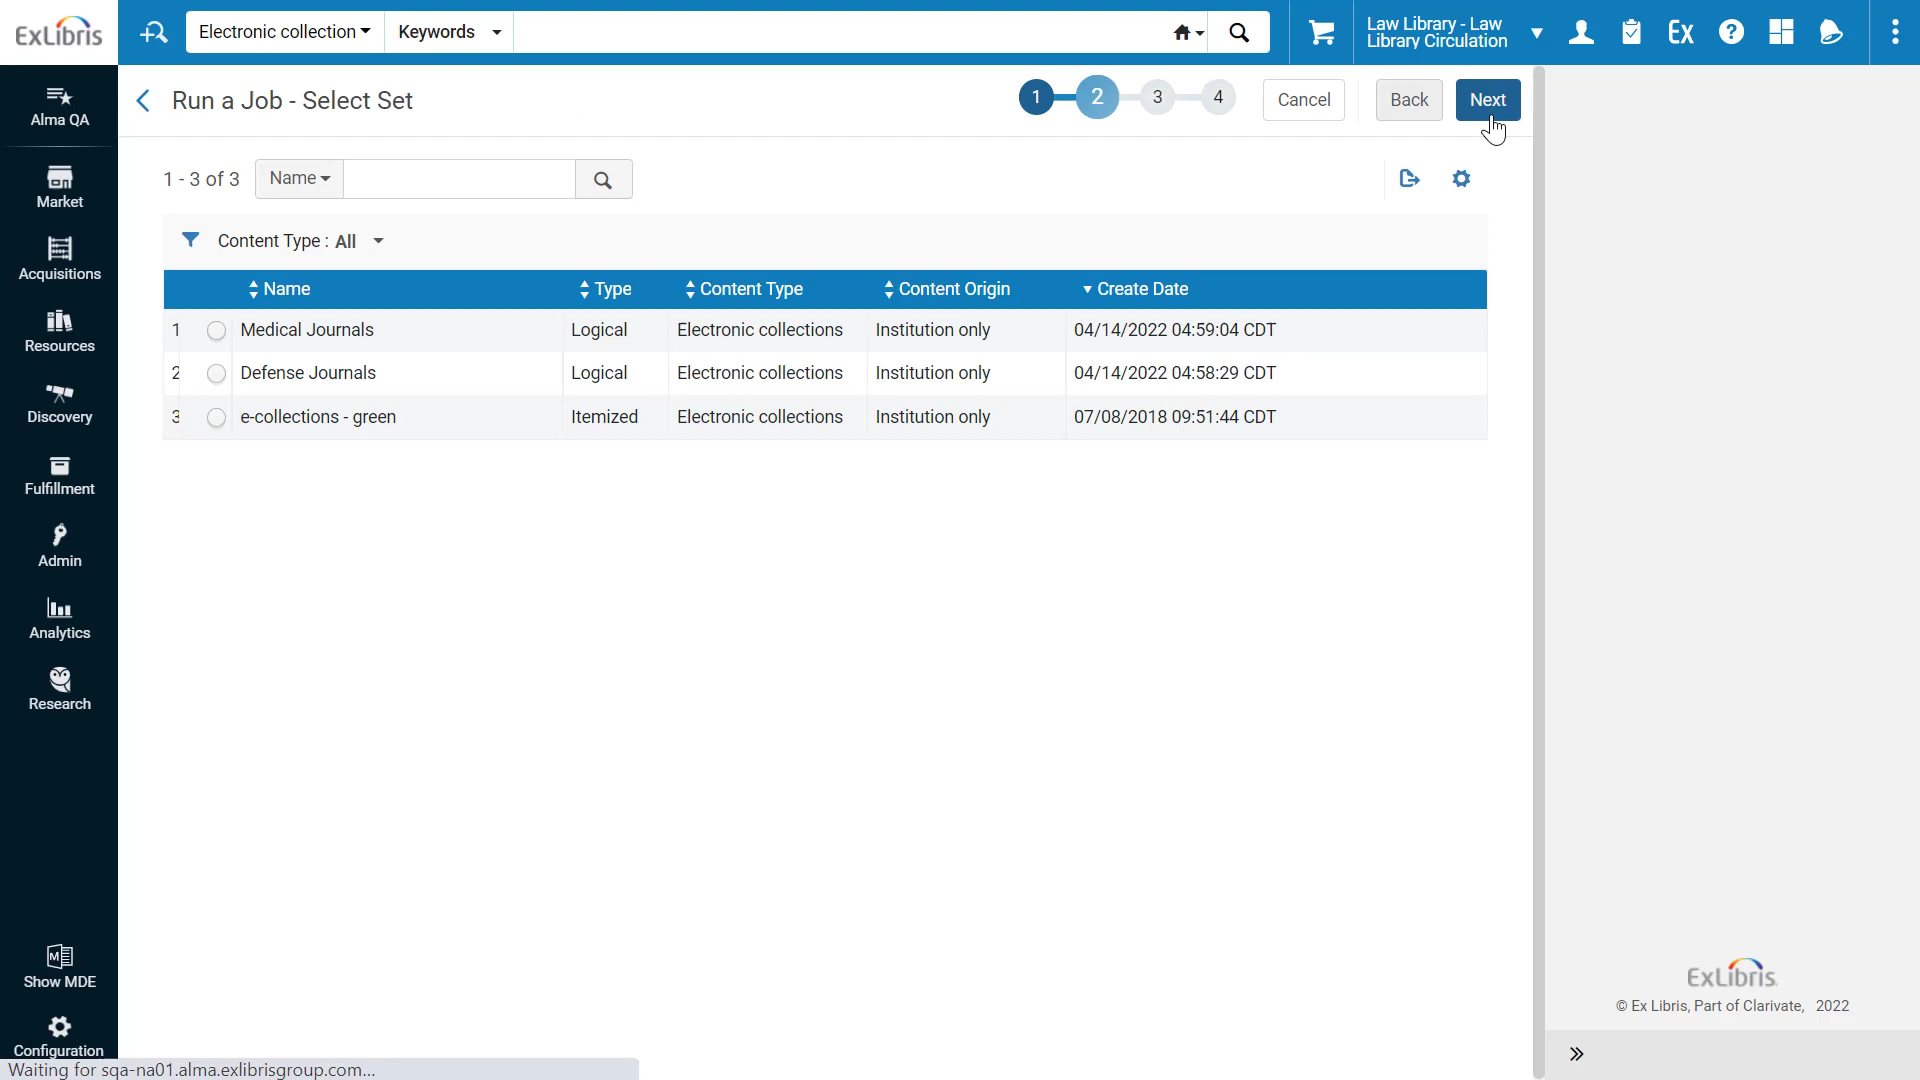 ExLibris
Electronic collection
Keywords
Law Library - Law
Library Circulation
Ex
Alma QA
Market
Acquisitions
Resources
Discovery
Fulfillment
Admin
Analytics
Research
Show MDE
Configuration
Run a Job - Select Set
1 2 3 4
Cancel
Back
Next
1 - 3 of 3
Name
Content Type : All
Name Type Content Type Content Origin Create Date
1 Medical Journals Logical Electronic collections Institution only 04/14/2022 04:59:04 CDT
2 Defense Journals Logical Electronic collections Institution only 04/14/2022 04:58:29 CDT
3 e-collections - green Itemized Electronic collections Institution only 07/08/2018 09:51:44 CDT
ExLibris
© Ex Libris, Part of Clarivate, 2022
Waiting for sqa-na01.alma.exlibrisgroup.com...